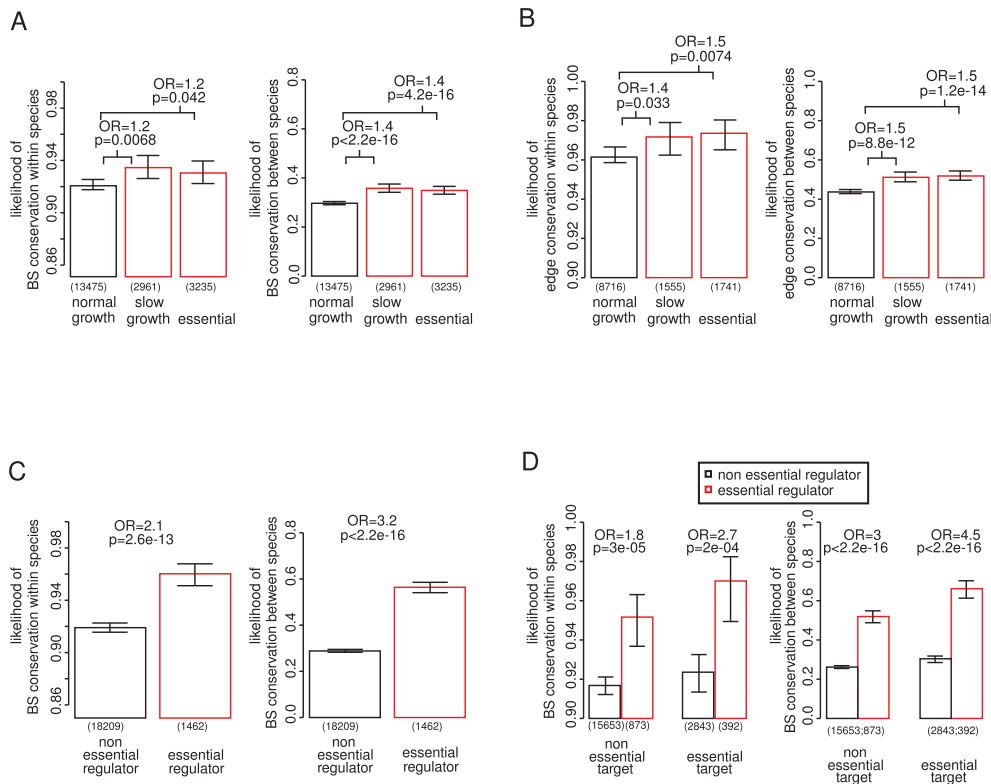 A
likelihood of
BS conservation within species
0.86
0.90
0.94
0.98
OR=1.2
p=0.042
OR=1.2
p=0.0068
(13475)
(2961)
(3235)
normal
growth
slow
growth
essential
likelihood of
BS conservation between species
0.0
0.2
0.4
0.6
0.8
OR=1.4
p=4.2e-16
OR=1.4
p<2.2e-16
(13475)
(2961)
(3235)
normal
growth
slow
growth
essential
B
likelihood of
edge conservation within species
0.90
0.92
0.94
0.96
0.98
1.00
OR=1.5
p=0.0074
OR=1.4
p=0.033
(8716)
(1555)
(1741)
normal
growth
slow
growth
essential
likelihood of
edge conservation between species
0.0
0.2
0.4
0.6
0.8
1.0
OR=1.5
p=1.2e-14
OR=1.5
p=8.8e-12
(8716)
(1555)
(1741)
normal
growth
slow
growth
essential
C
likelihood of
BS conservation within species
0.86
0.90
0.94
0.98
OR=2.1
p=2.6e-13
(18209)
(1462)
non
essential
regulator
essential
regulator
likelihood of
BS conservation between species
0.0
0.2
0.4
0.6
0.8
OR=3.2
p<2.2e-16
(18209)
(1462)
non
essential
regulator
essential
regulator
D
non essential regulator
essential regulator
likelihood of
BS conservation within species
0.90
0.92
0.94
0.96
0.98
1.00
OR=1.8
p=3e-05
OR=2.7
p=2e-04
(15653)
(873)
(2843)
(392)
non
essential
target
essential
target
likelihood of
BS conservation between species
0.0
0.2
0.4
0.6
0.8
1.0
OR=3
p<2.2e-16
OR=4.5
p<2.2e-16
(15653;873)
(2843;392)
non
essential
target
essential
target